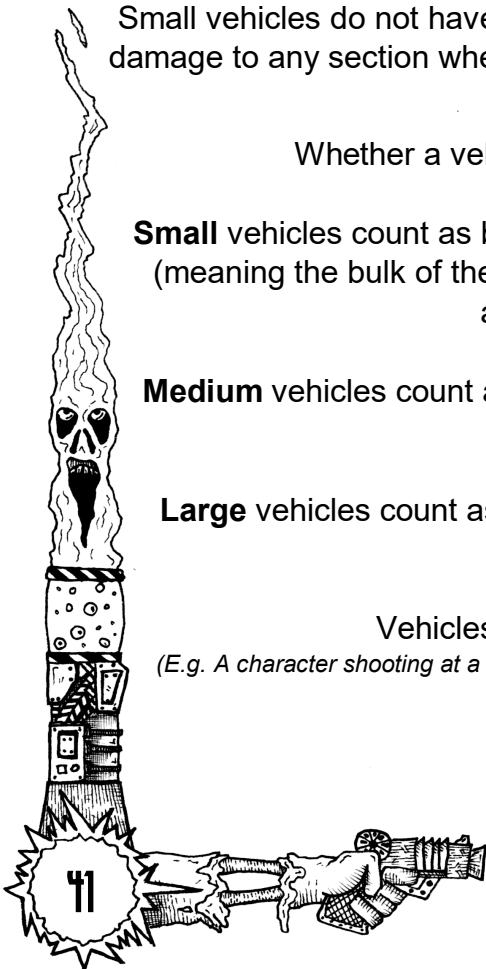 Small vehicles do not have
damage to any section whe
Whether a veh
Small vehicles count as b
(meaning the bulk of the
a
Medium vehicles count a
Large vehicles count as
Vehicles
(E.g. A character shooting at a
41